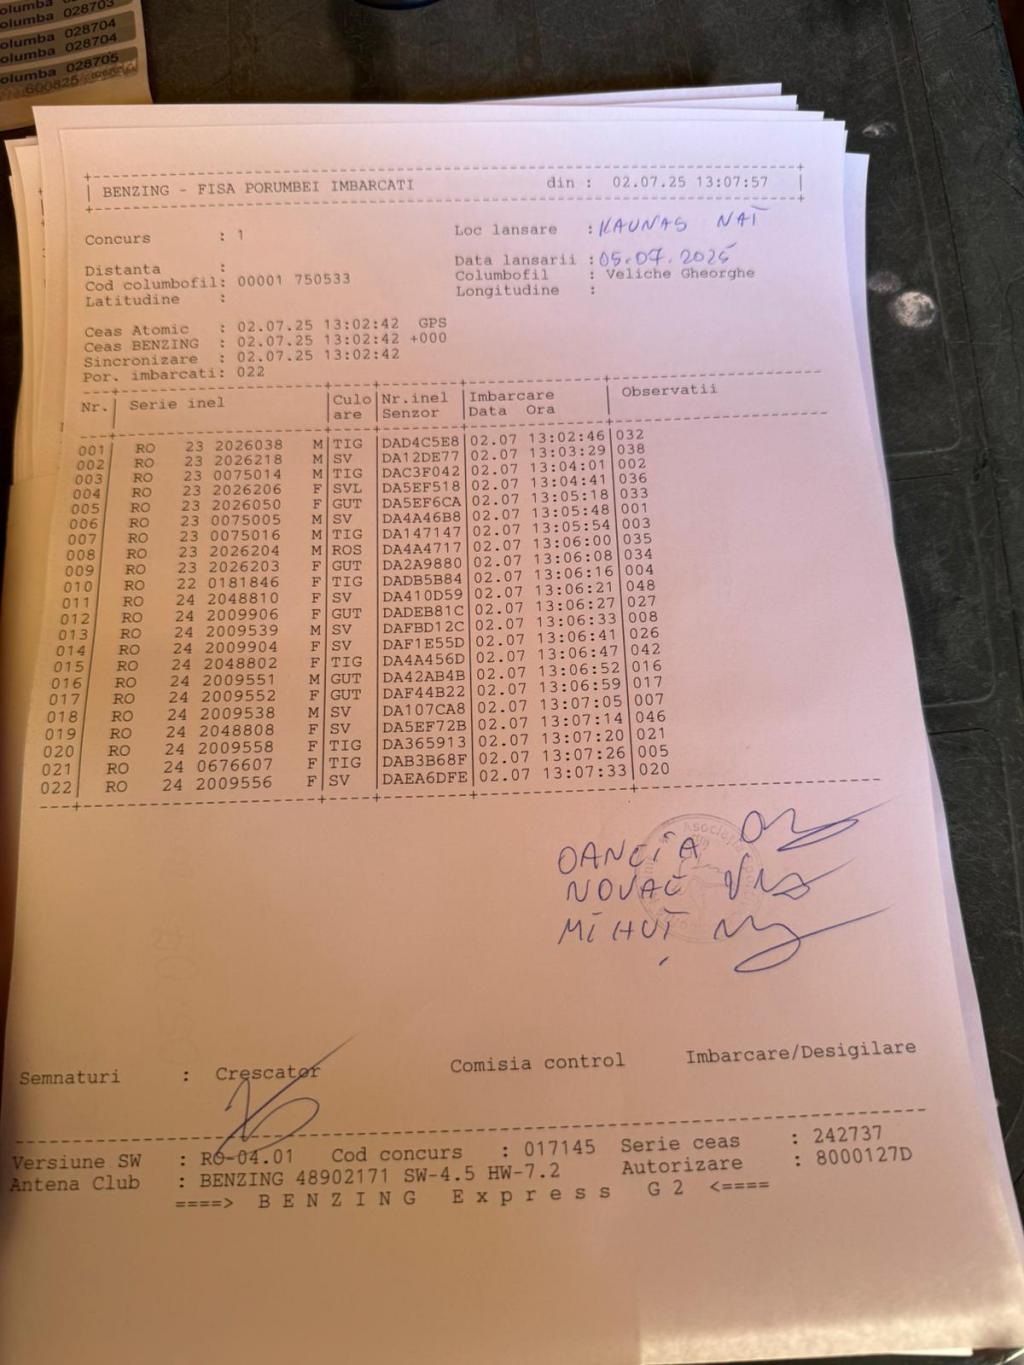 olumba 028703
olumba 028704
olumba 028704
olumba 028705
BENZING - FISA PORUMBEI IMBARCATI din : 02.07.25 13:07:57
Concurs : 1 Loc lansare : KAUNAS NAT
Data lansarii : 05.07.2025
Distanta : Columbofil : Veliche Gheorghe
Cod columbofil: 00001 750533 Longitudine :
Latitudine :
Ceas Atomic : 02.07.25 13:02:42 GPS
Ceas BENZING : 02.07.25 13:02:42 +000
Sincronizare : 02.07.25 13:02:42
Por. imbarcati: 022
Nr. Serie inel Culo Nr.inel Imbarcare Observatii
are Senzor Data Ora
001 RO 23 2026038 M TIG DAD4C5E8 02.07 13:02:46 032
002 RO 23 2026218 M SV DA12DE77 02.07 13:03:29 038
003 RO 23 0075014 M TIG DAC3F042 02.07 13:04:01 002
004 RO 23 2026206 F SVL DA5EF518 02.07 13:04:41 036
005 RO 23 2026050 F GUT DA5EF6CA 02.07 13:05:18 033
006 RO 23 0075005 M SV DA4A46B8 02.07 13:05:48 001
007 RO 23 0075016 M TIG DA147147 02.07 13:05:54 003
008 RO 23 2026204 M ROS DA4A4717 02.07 13:06:00 035
009 RO 23 2026203 F GUT DA2A9880 02.07 13:06:08 034
010 RO 22 0181846 F TIG DADB5B84 02.07 13:06:16 004
011 RO 24 2048810 F SV DA410D59 02.07 13:06:21 048
012 RO 24 2009906 F GUT DADEB81C 02.07 13:06:27 027
013 RO 24 2009539 M SV DAFBD12C 02.07 13:06:33 008
014 RO 24 2009904 F SV DAF1E55D 02.07 13:06:41 026
015 RO 24 2048802 F TIG DA4A456D 02.07 13:06:47 042
016 RO 24 2009551 M GUT DA42AB4B 02.07 13:06:52 016
017 RO 24 2009552 F GUT DAF44B22 02.07 13:06:59 017
018 RO 24 2009538 M SV DA107CA8 02.07 13:07:05 007
019 RO 24 2048808 F SV DA5EF72B 02.07 13:07:14 046
020 RO 24 2009558 F TIG DA365913 02.07 13:07:20 021
021 RO 24 0676607 F TIG DAB3B68F 02.07 13:07:26 005
022 RO 24 2009556 F SV DAEA6DFE 02.07 13:07:33 020
OANCIA
NOVAC
MIHUȚ
Semnaturi : Crescator Comisia control Imbarcare/Desigilare
Versiune SW : RO-04.01 Cod concurs : 017145 Serie ceas : 242737
Antena Club : BENZING 48902171 SW-4.5 HW-7.2 Autorizare : 8000127D
====> BENZING Express G2 <====